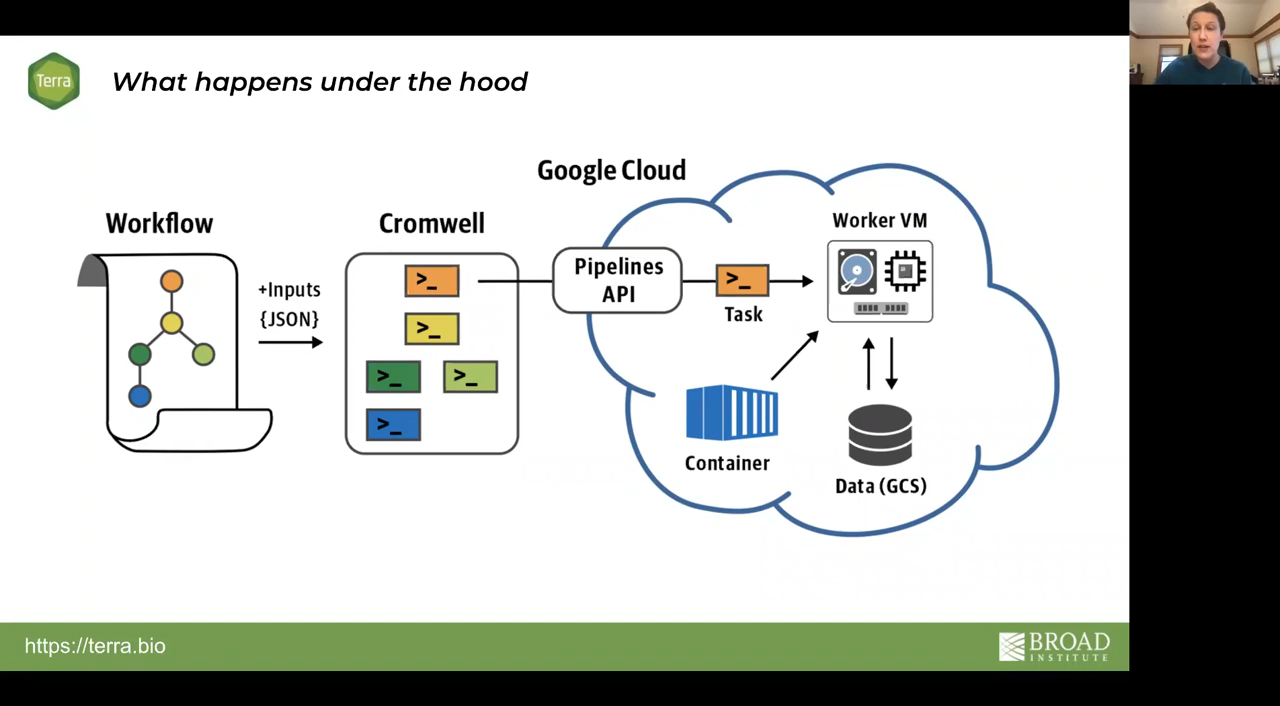 Terra
What happens under the hood
Google Cloud
Workflow
Cromwell
Worker VM
+Inputs
{JSON}
>_
>_
>_
>_
>_
Pipelines
API
>_
Task
Container
Data (GCS)
https://terra.bio
BROAD
INSTITUTE